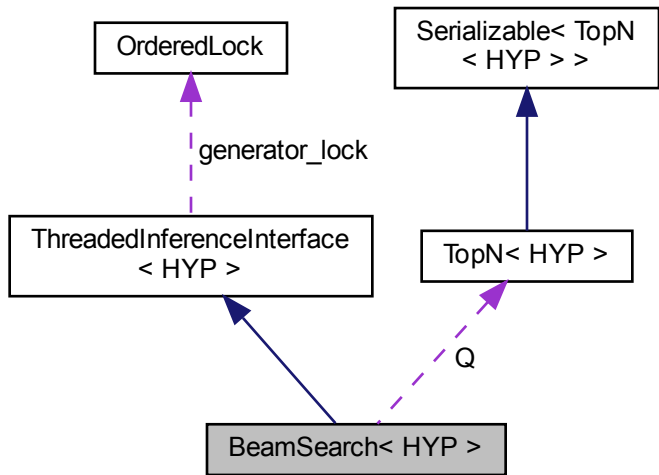 OrderedLock
Serializable< TopN
< HYP > >
generator_lock
ThreadedInferenceInterface
< HYP >
TopN< HYP >
Q
BeamSearch< HYP >